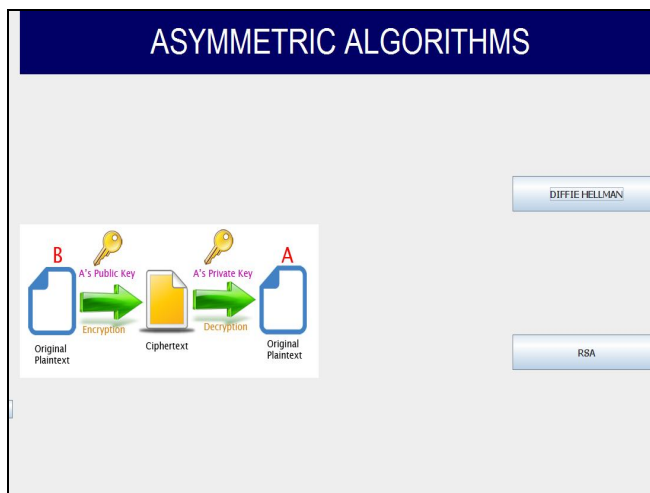 ASYMMETRIC ALGORITHMS
DIFFIE HELLMAN
B
A
A's Public Key
A's Private Key
Encryption
Decryption
Original
Plaintext
Ciphertext
Original
Plaintext
RSA